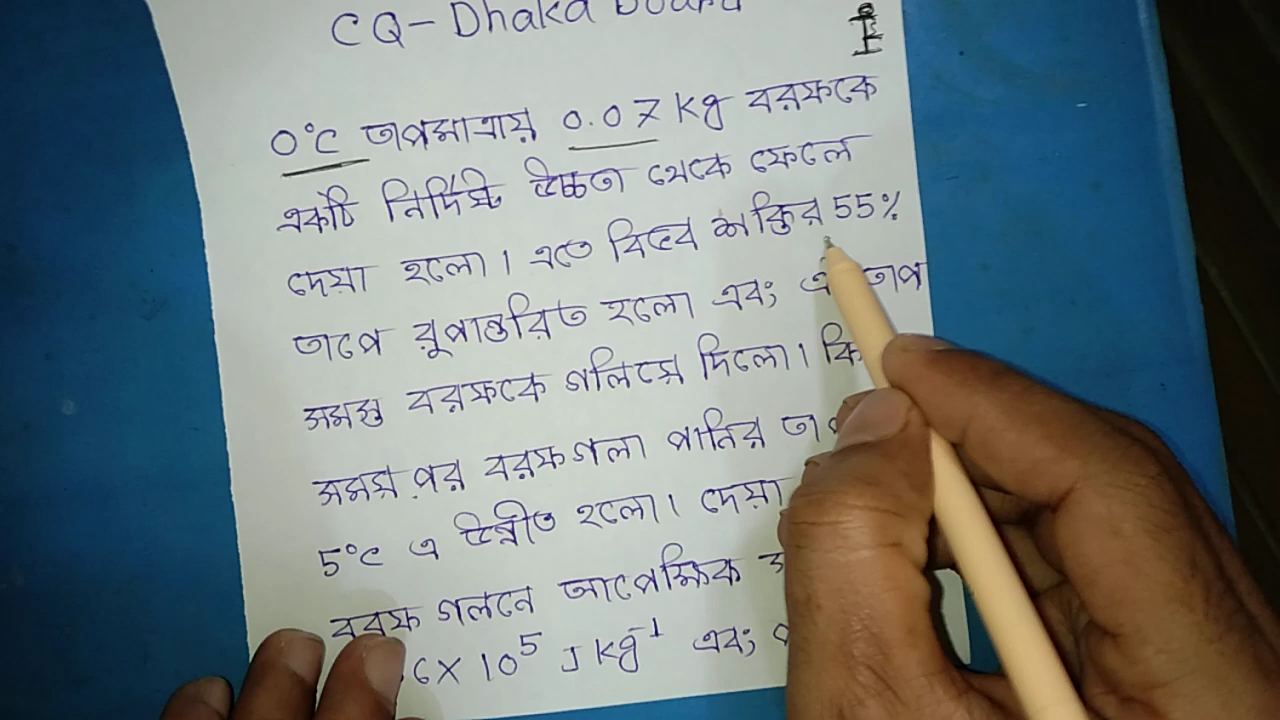 CQ- Dhaka Board
0°C তাপমাত্রায় 0.07 kg বরফকে
একটি নির্দিষ্ট উচ্চতা থেকে ফেলে
দেয়া হলো। এতে বিভব শক্তির 55%
তাপে রূপান্তরিত হলো এবং এ তাপ
সমস্ত বরফকে গলিয়ে দিলো।
সময় পর বরফগলা পানির
5°C এ উন্নীত হলো। দেয়া
বরফ গলনে আপেক্ষিক
6 × 10⁵ J kg⁻¹ এবং